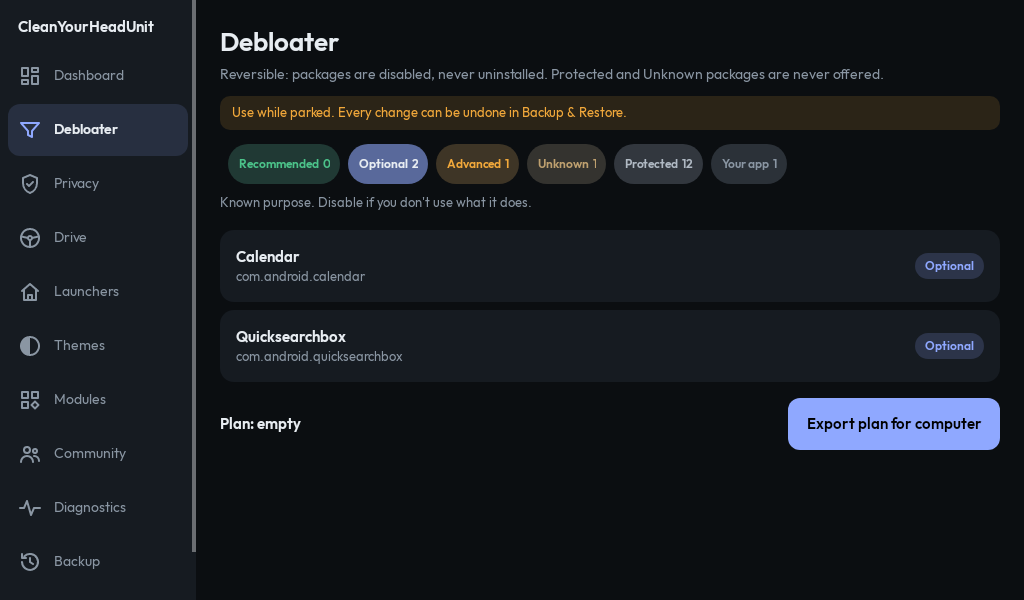 CleanYourHeadUnit
Dashboard
Debloater
Privacy
Drive
Launchers
Themes
Modules
Community
Diagnostics
Backup
Debloater
Reversible: packages are disabled, never uninstalled. Protected and Unknown packages are never offered.
Use while parked. Every change can be undone in Backup & Restore.
Recommended 0
Optional 2
Advanced 1
Unknown 1
Protected 12
Your app 1
Known purpose. Disable if you don't use what it does.
Calendar
com.android.calendar
Optional
Quicksearchbox
com.android.quicksearchbox
Optional
Plan: empty
Export plan for computer